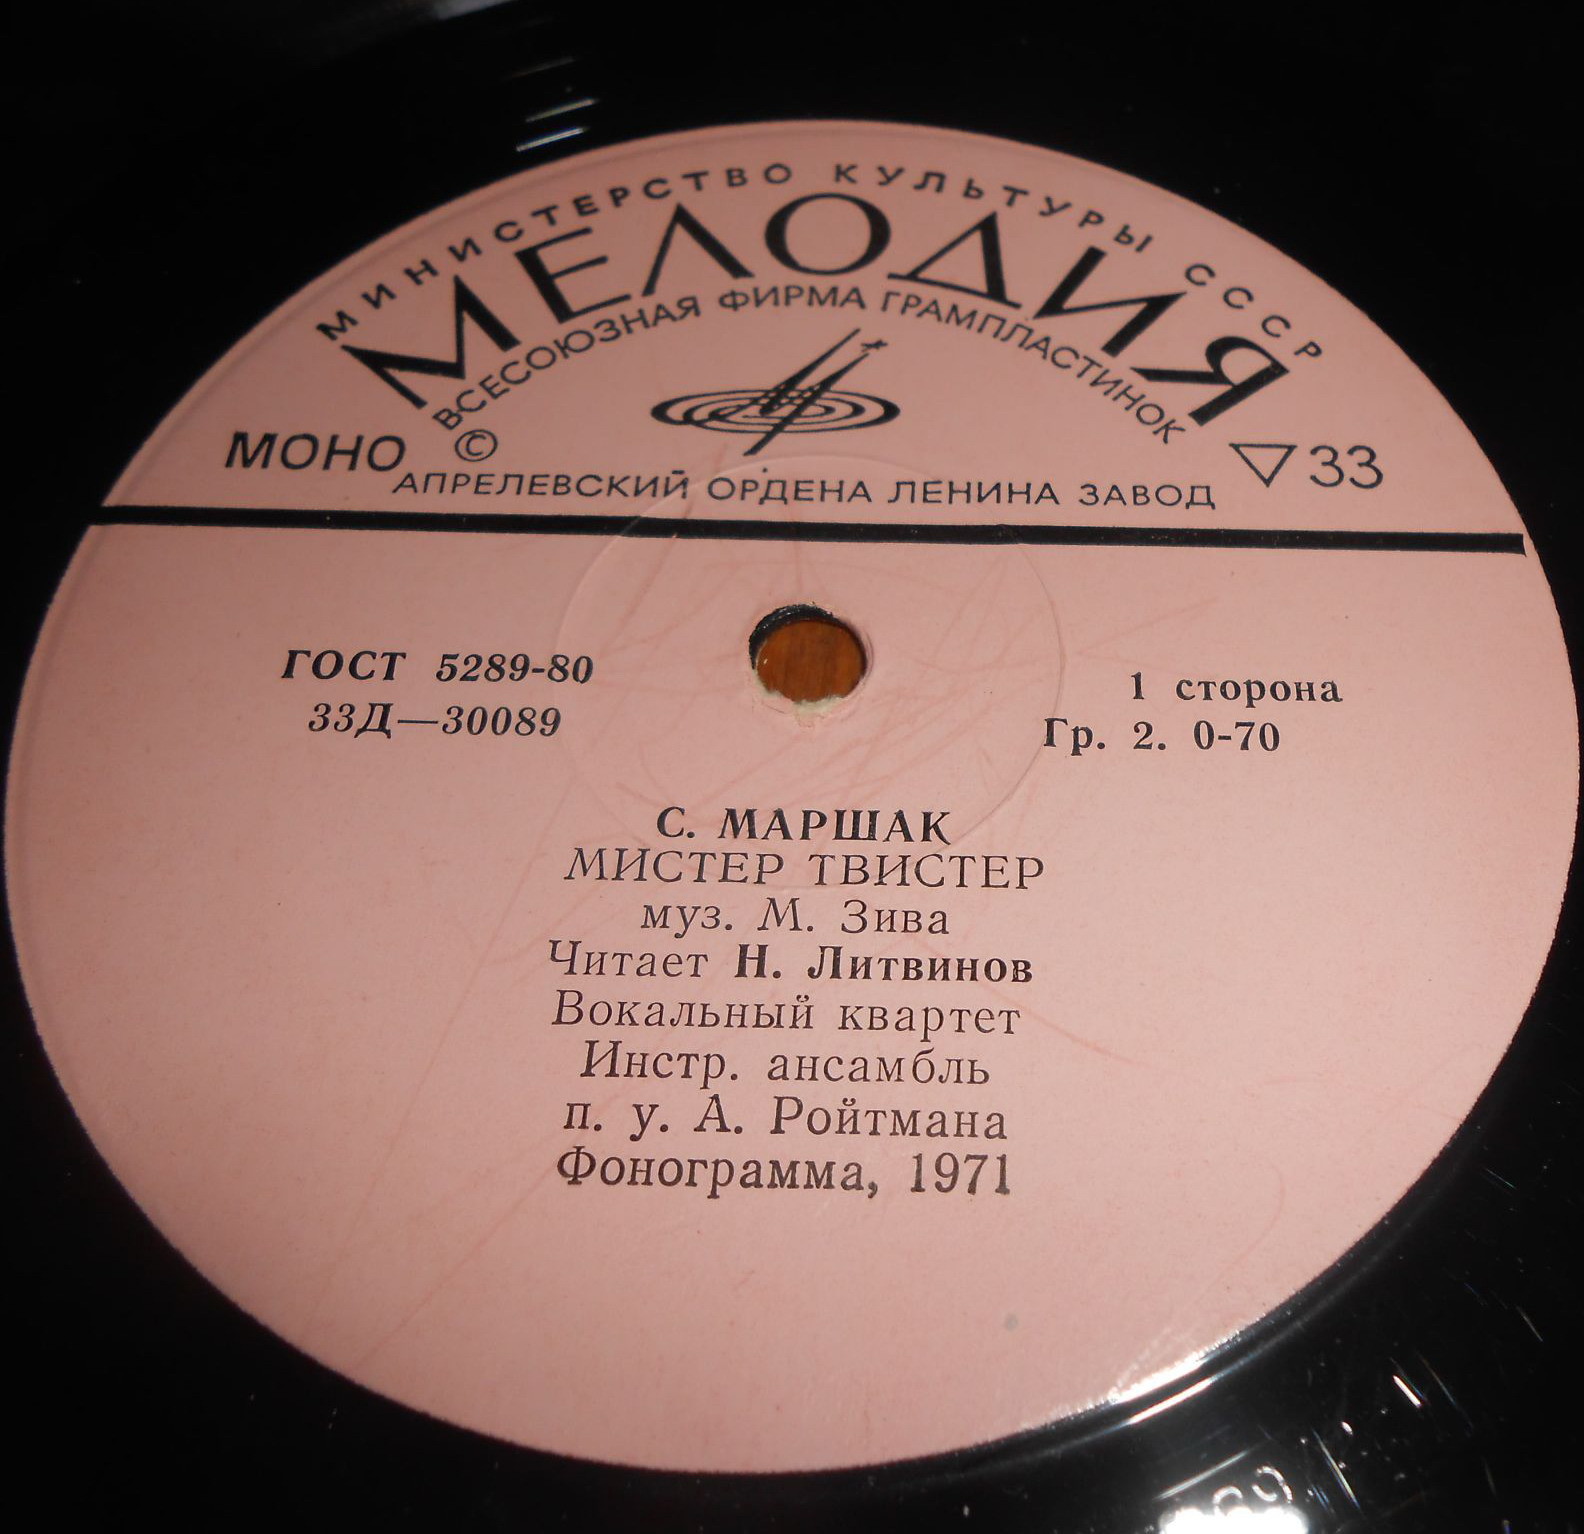 МИНИСТЕРСТВО КУЛЬТУРЫ СССР
МЕЛОДИЯ
ВСЕСОЮЗНАЯ ФИРМА ГРАМПЛАСТИНОК
МОНО © ▽33
АПРЕЛЕВСКИЙ ОРДЕНА ЛЕНИНА ЗАВОД
ГОСТ 5289-80 1 сторона
33Д—30089 Гр. 2. 0-70
С. МАРШАК
МИСТЕР ТВИСТЕР
муз. М. Зива
Читает Н. Литвинов
Вокальный квартет
Инстр. ансамбль
п. у. А. Ройтмана
Фонограмма, 1971